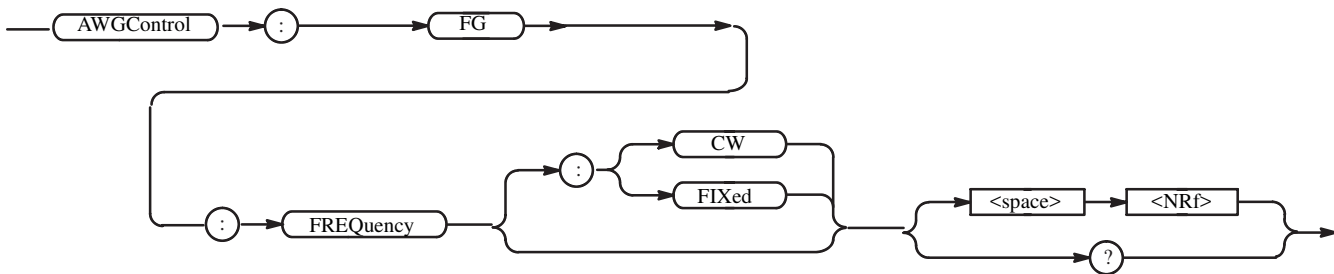 AWGControl : FG
: CW
FIXed
: FREQuency
<space> <NRf>
?